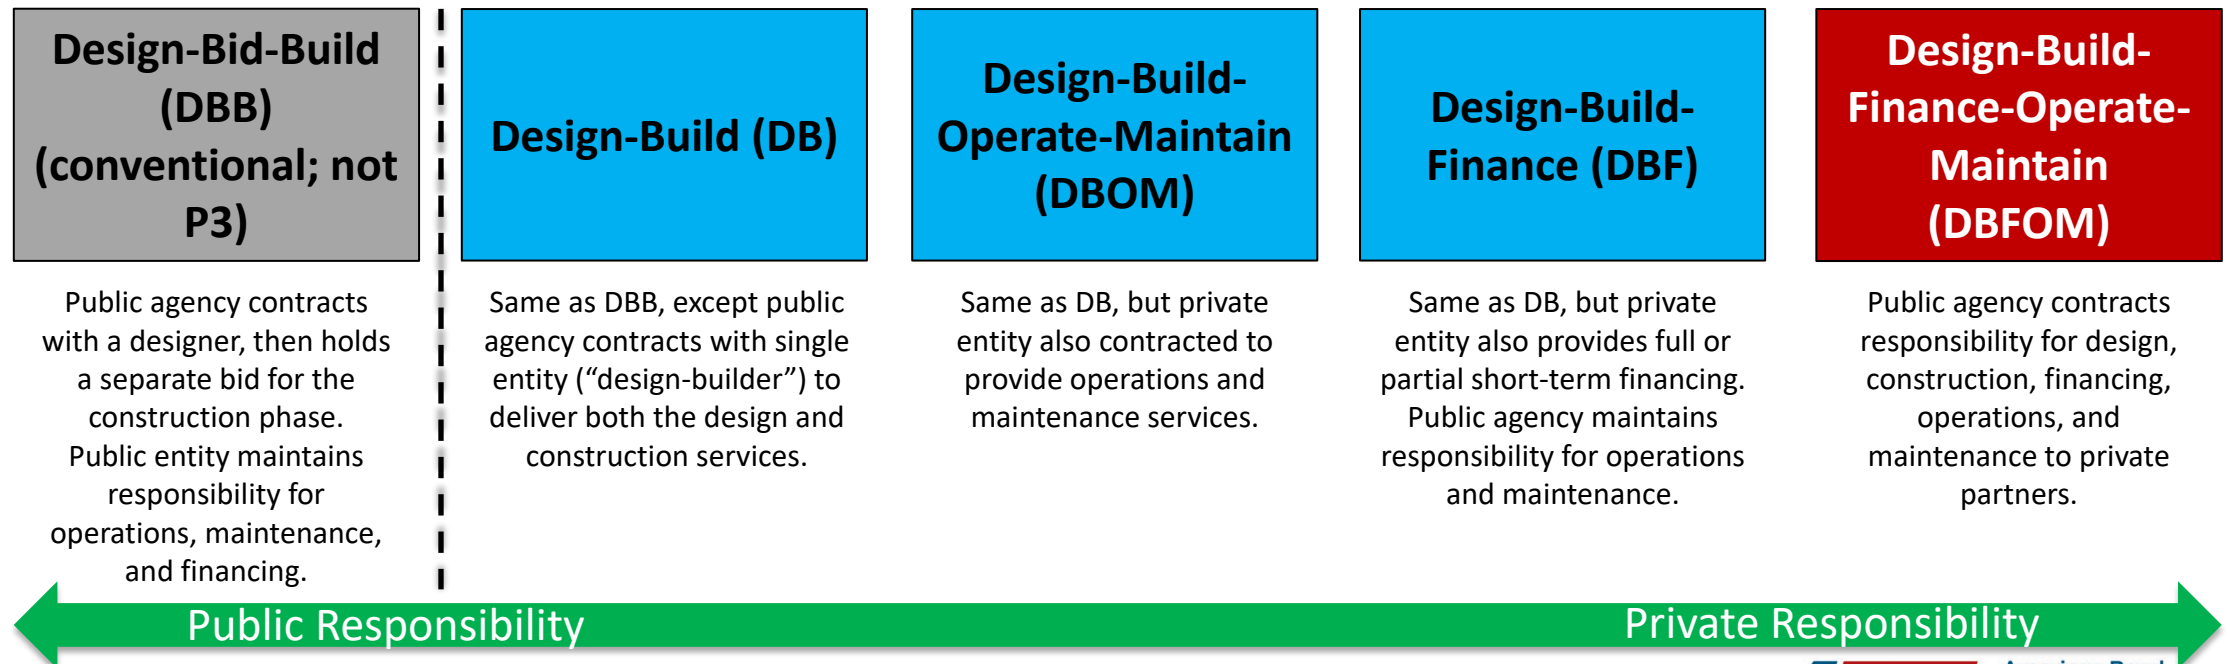 Design-Bid-Build
(DBB)
(conventional; not
P3)
Public agency contracts
with a designer, then holds
a separate bid for the
construction phase.
Public entity maintains
responsibility for
operations, maintenance,
and financing.
Design-Build (DB)
Same as DBB, except public
agency contracts with single
entity (“design-builder”) to
deliver both the design and
construction services.
Design-Build-
Operate-Maintain
(DBOM)
Same as DB, but private
entity also contracted to
provide operations and
maintenance services.
Design-Build-
Finance (DBF)
Same as DB, but private
entity also provides full or
partial short-term financing.
Public agency maintains
responsibility for operations
and maintenance.
Design-Build-
Finance-Operate-
Maintain
(DBFOM)
Public agency contracts
responsibility for design,
construction, financing,
operations, and
maintenance to private
partners.
Public Responsibility
Private Responsibility